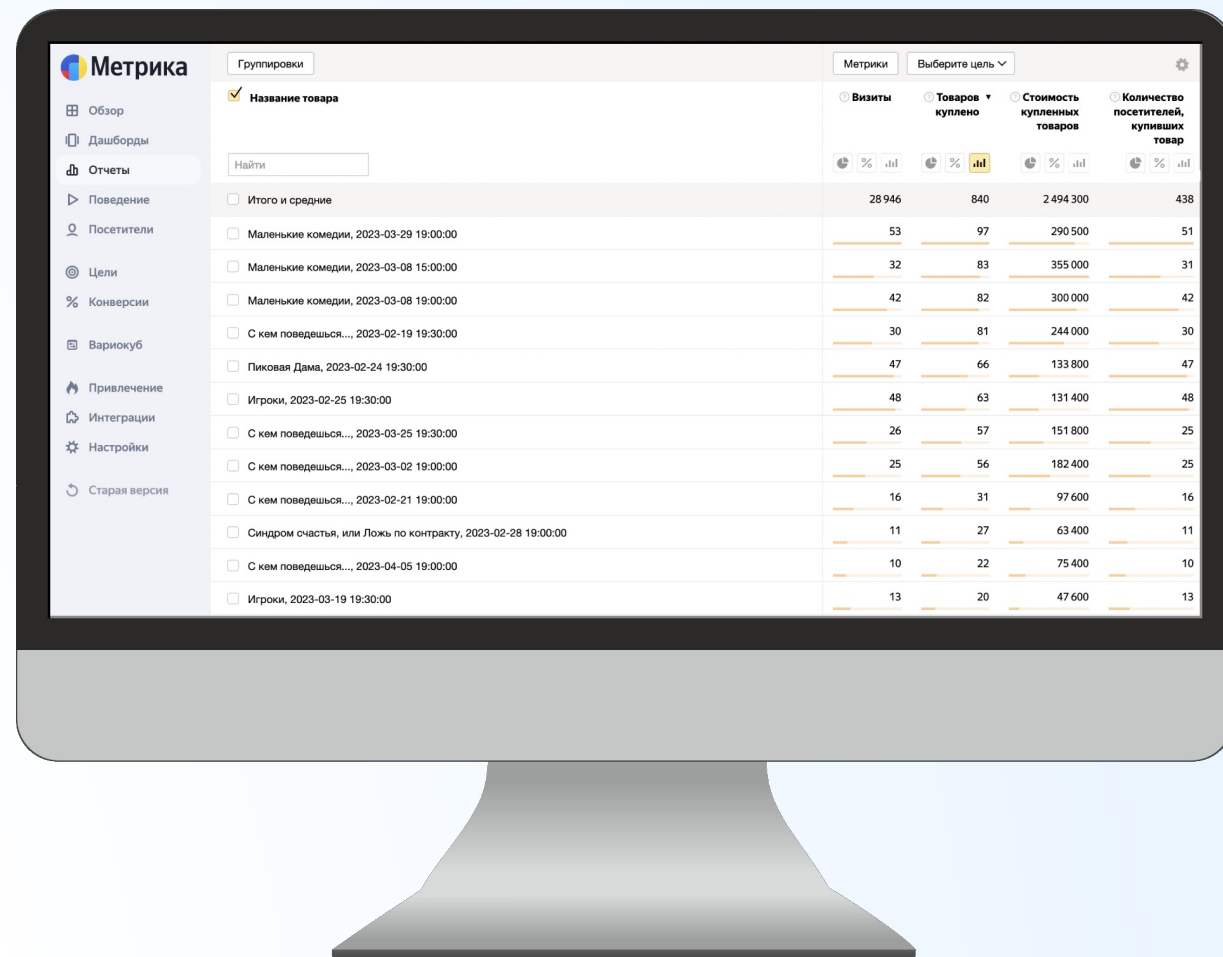 Метрика
Обзор
Дашборды
Отчеты
Поведение
Посетители
Цели
Конверсии
Вариокуб
Привлечение
Интеграции
Настройки
Старая версия
Группировки
Метрики
Выберите цель
Название товара
Визиты
Товаров куплено
Стоимость купленных товаров
Количество посетителей, купивших товар
Найти
% % % %
Итого и средние 28 946 840 2 494 300 438
Маленькие комедии, 2023-03-29 19:00:00 53 97 290 500 51
Маленькие комедии, 2023-03-08 15:00:00 32 83 355 000 31
Маленькие комедии, 2023-03-08 19:00:00 42 82 300 000 42
С кем поведешься..., 2023-02-19 19:30:00 30 81 244 000 30
Пиковая Дама, 2023-02-24 19:30:00 47 66 133 800 47
Игроки, 2023-02-25 19:30:00 48 63 131 400 48
С кем поведешься..., 2023-03-25 19:30:00 26 57 151 800 25
С кем поведешься..., 2023-03-02 19:00:00 25 56 182 400 25
С кем поведешься..., 2023-02-21 19:00:00 16 31 97 600 16
Синдром счастья, или Ложь по контракту, 2023-02-28 19:00:00 11 27 63 400 11
С кем поведешься..., 2023-04-05 19:00:00 10 22 75 400 10
Игроки, 2023-03-19 19:30:00 13 20 47 600 13